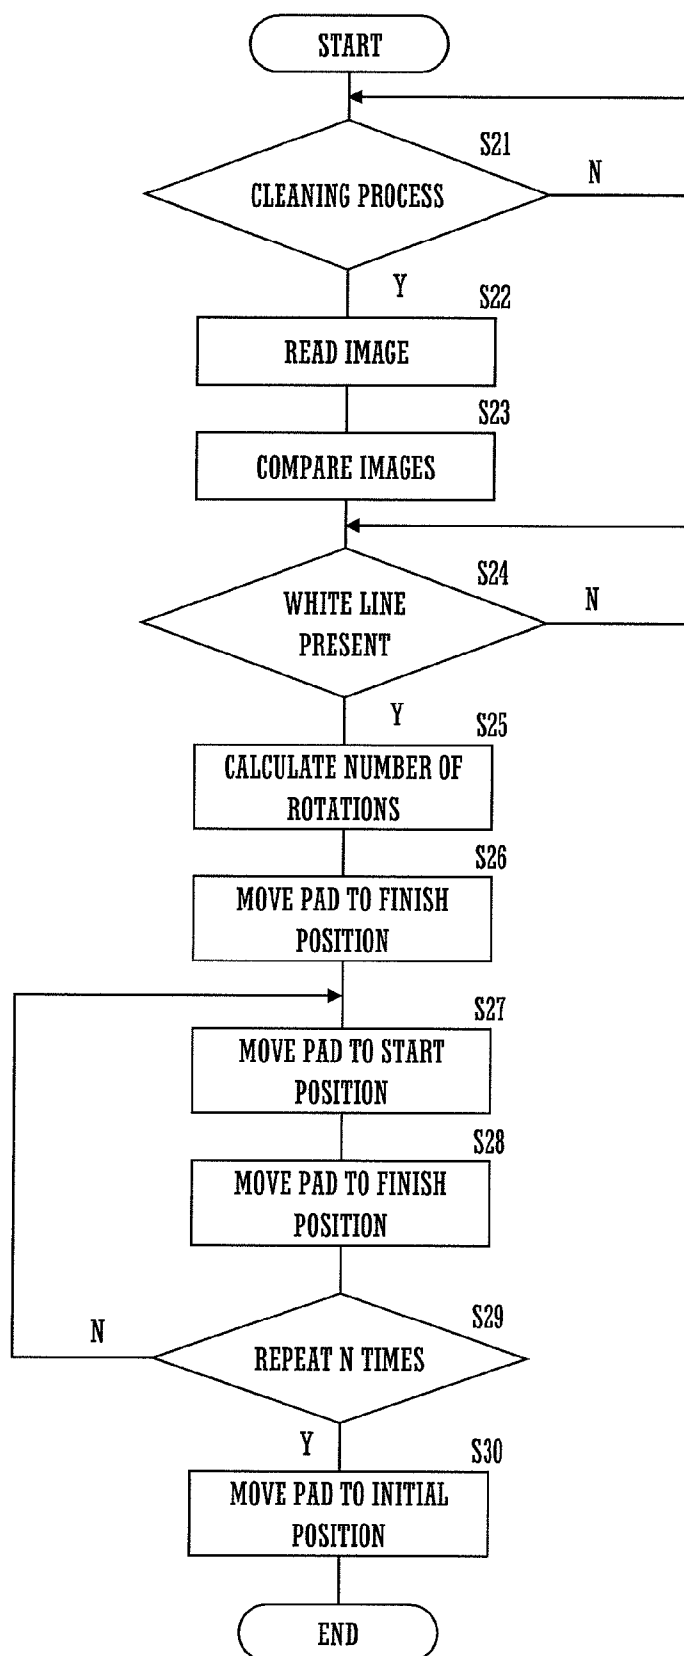 START
S21
CLEANING PROCESS
N
Y
S22
READ IMAGE
S23
COMPARE IMAGES
S24
WHITE LINE
PRESENT
N
Y
S25
CALCULATE NUMBER OF
ROTATIONS
S26
MOVE PAD TO FINISH
POSITION
S27
MOVE PAD TO START
POSITION
S28
MOVE PAD TO FINISH
POSITION
S29
N
REPEAT N TIMES
Y
S30
MOVE PAD TO INITIAL
POSITION
END